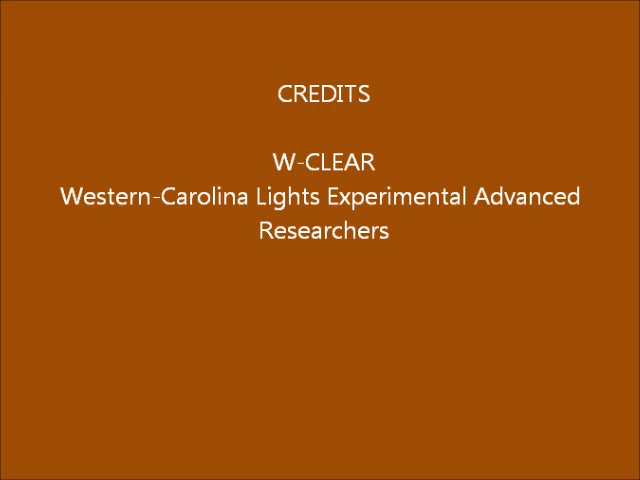 CREDITS
W-CLEAR
Western-Carolina Lights Experimental Advanced
Researchers